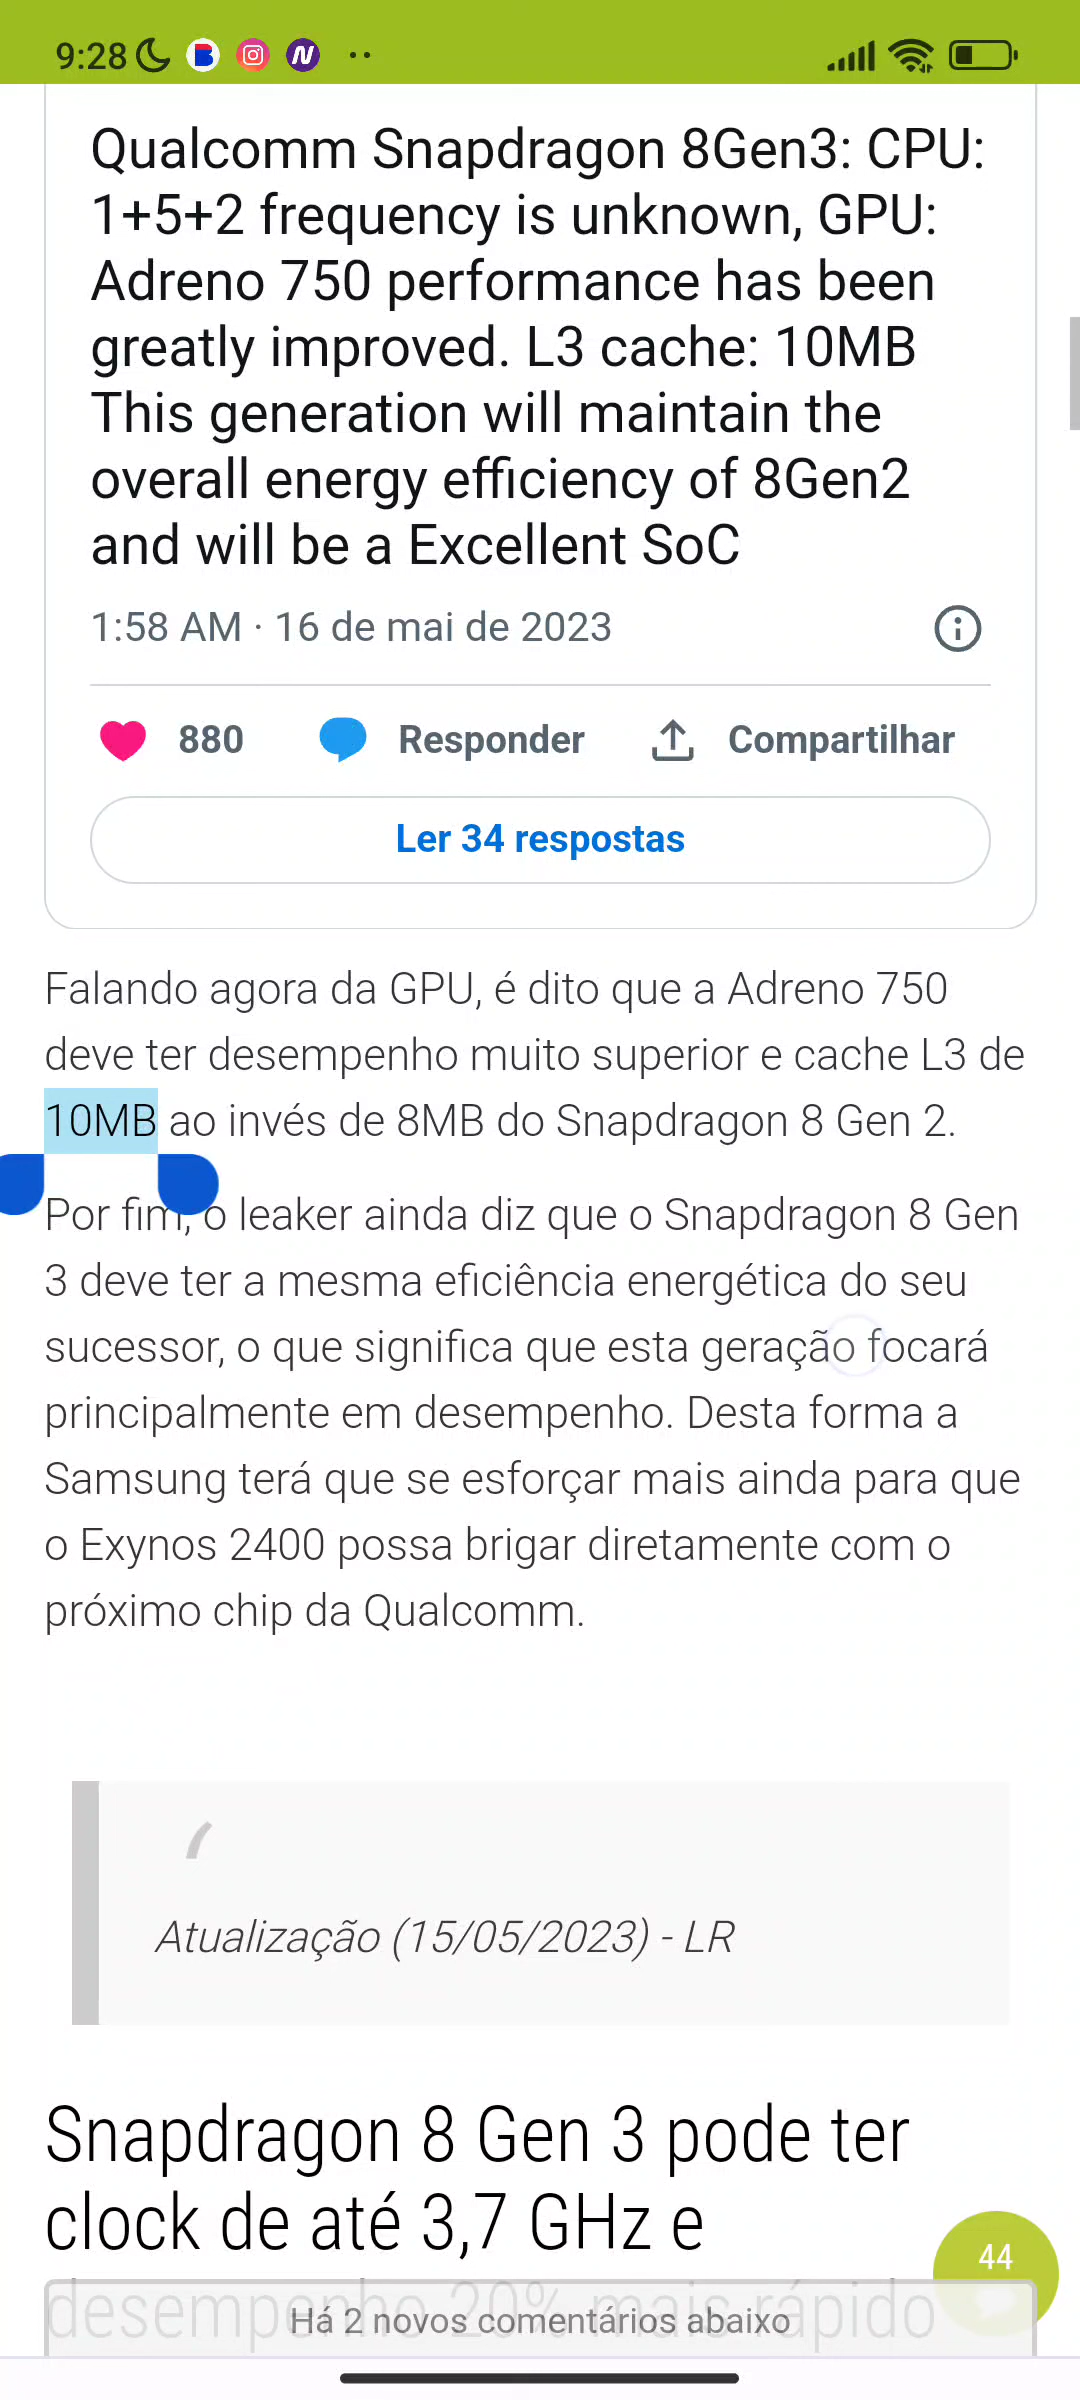 9:28
Qualcomm Snapdragon 8Gen3: CPU:
1+5+2 frequency is unknown, GPU:
Adreno 750 performance has been
greatly improved. L3 cache: 10MB
This generation will maintain the
overall energy efficiency of 8Gen2
and will be a Excellent SoC
1:58 AM · 16 de mai de 2023
880 Responder Compartilhar
Ler 34 respostas
Falando agora da GPU, é dito que a Adreno 750
deve ter desempenho muito superior e cache L3 de
10MB ao invés de 8MB do Snapdragon 8 Gen 2.
Por fim, o leaker ainda diz que o Snapdragon 8 Gen
3 deve ter a mesma eficiência energética do seu
sucessor, o que significa que esta geração focará
principalmente em desempenho. Desta forma a
Samsung terá que se esforçar mais ainda para que
o Exynos 2400 possa brigar diretamente com o
próximo chip da Qualcomm.
Atualização (15/05/2023) - LR
Snapdragon 8 Gen 3 pode ter
clock de até 3,7 GHz e
44
desempenho 20% mais rápido
Há 2 novos comentários abaixo